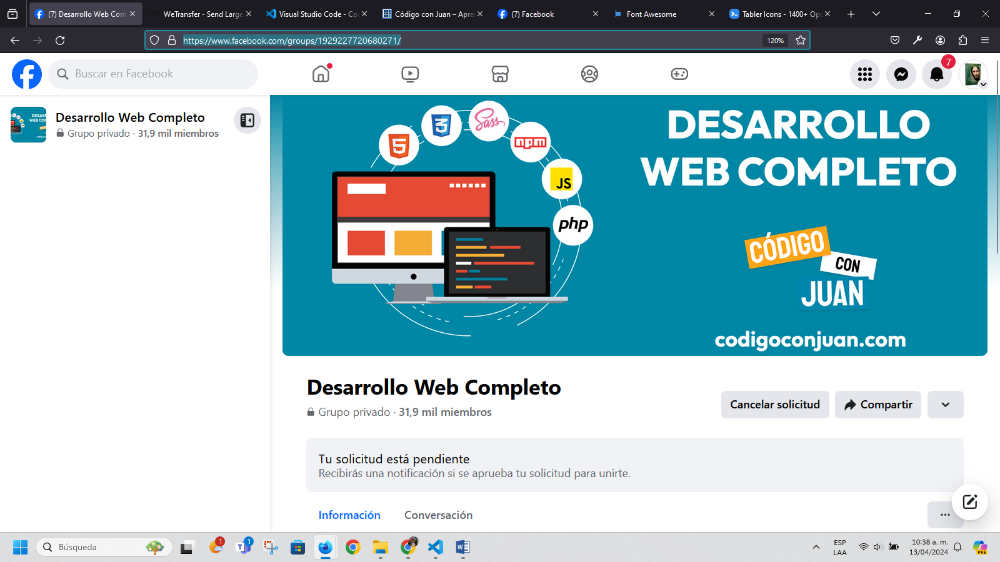 (7) Desarrollo Web Com
WeTransfer - Send Large
Visual Studio Code - Co
Código con Juan – Apre
(7) Facebook
Font Awesome
Tabler Icons - 1400+ Op
https://www.facebook.com/groups/1929227720680271/
120%
Buscar en Facebook
7
Desarrollo Web Completo
Grupo privado · 31,9 mil miembros
DESARROLLO
WEB COMPLETO
Sass
npm
JS
php
CÓDIGO
CON
JUAN
codigoconjuan.com
Desarrollo Web Completo
Grupo privado · 31,9 mil miembros
Cancelar solicitud
Compartir
Tu solicitud está pendiente
Recibirás una notificación si se aprueba tu solicitud para unirte.
Información
Conversación
Búsqueda
1
1
ESP
LAA
10:38 a. m.
13/04/2024
PRE